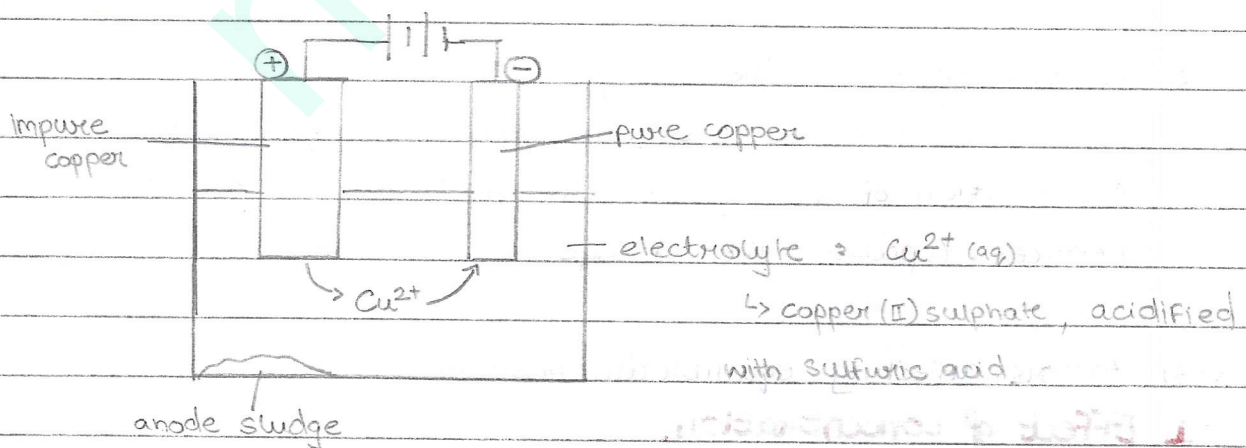 +
−
impure
copper
pure copper
electrolyte : Cu²⁺ (aq)
↳ copper (II) sulphate, acidified
with sulfuric acid.
Cu²⁺
anode sludge